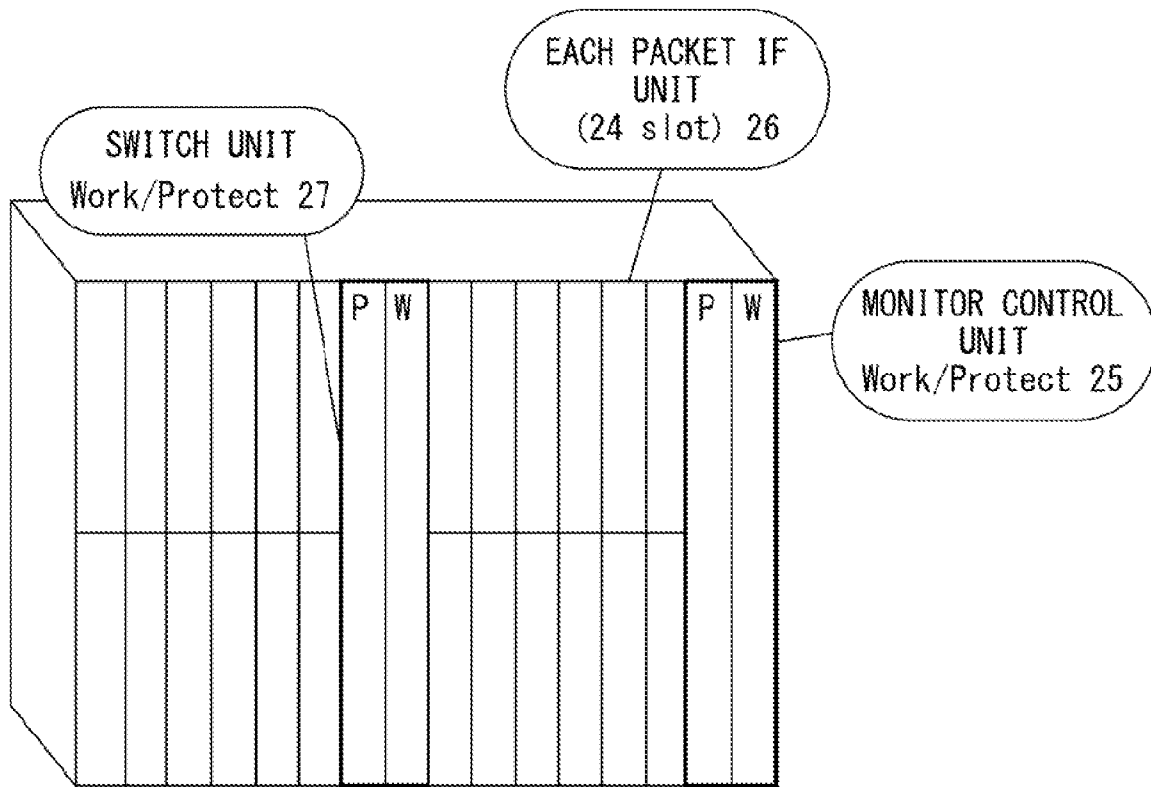 EACH PACKET IF
UNIT
(24 slot) 26
SWITCH UNIT
Work/Protect 27
MONITOR CONTROL
UNIT
Work/Protect 25
P W
P W